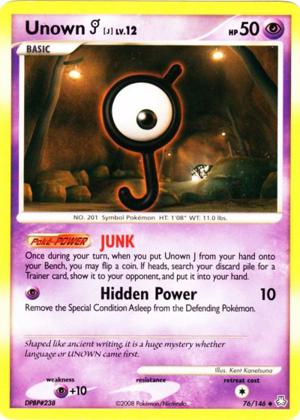 Unown J [J] LV.12 HP 50
BASIC
NO. 201 Symbol Pokémon HT: 1'08" WT: 11.0 lbs.
Poké-POWER JUNK
Once during your turn, when you put Unown J from your hand onto
your Bench, you may flip a coin. If heads, search your discard pile for a
Trainer card, show it to your opponent, and put it into your hand.
Hidden Power 10
Remove the Special Condition Asleep from the Defending Pokémon.
Shaped like ancient writing, it is a huge mystery whether
language or UNOWN came first.
Illus. Kent Kanetsuna
weakness resistance retreat cost
+10
DPBP#238 ©2008 Pokémon/Nintendo. 76/146